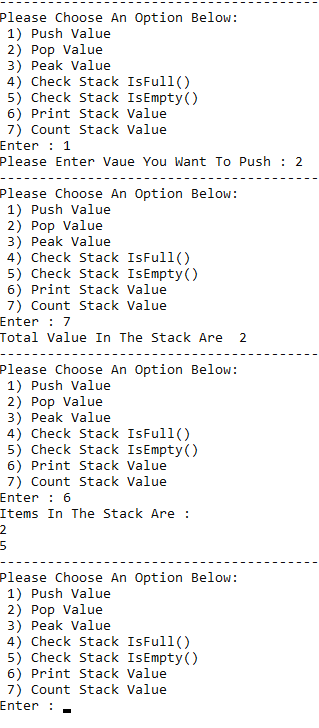 --------------------------------------
Please Choose An Option Below:
1) Push Value
2) Pop Value
3) Peak Value
4) Check Stack IsFull()
5) Check Stack IsEmpty()
6) Print Stack Value
7) Count Stack Value
Enter : 1
Please Enter Vaue You Want To Push : 2
--------------------------------------
Please Choose An Option Below:
1) Push Value
2) Pop Value
3) Peak Value
4) Check Stack IsFull()
5) Check Stack IsEmpty()
6) Print Stack Value
7) Count Stack Value
Enter : 7
Total Value In The Stack Are  2
--------------------------------------
Please Choose An Option Below:
1) Push Value
2) Pop Value
3) Peak Value
4) Check Stack IsFull()
5) Check Stack IsEmpty()
6) Print Stack Value
7) Count Stack Value
Enter : 6
Items In The Stack Are :
2
5
--------------------------------------
Please Choose An Option Below:
1) Push Value
2) Pop Value
3) Peak Value
4) Check Stack IsFull()
5) Check Stack IsEmpty()
6) Print Stack Value
7) Count Stack Value
Enter :